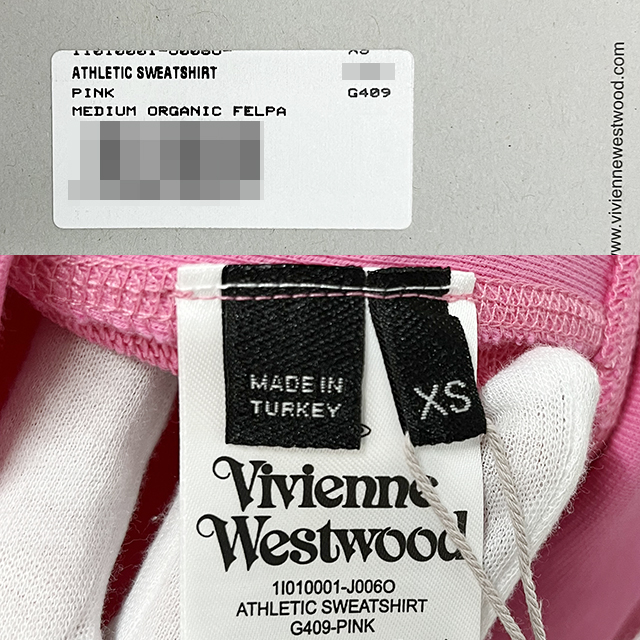 ATHLETIC SWEATSHIRT
PINK G409
MEDIUM ORGANIC FELPA
www.viviennewestwood.com
MADE IN
TURKEY
XS
Vivienne
Westwood
1I010001-J006O
ATHLETIC SWEATSHIRT
G409-PINK